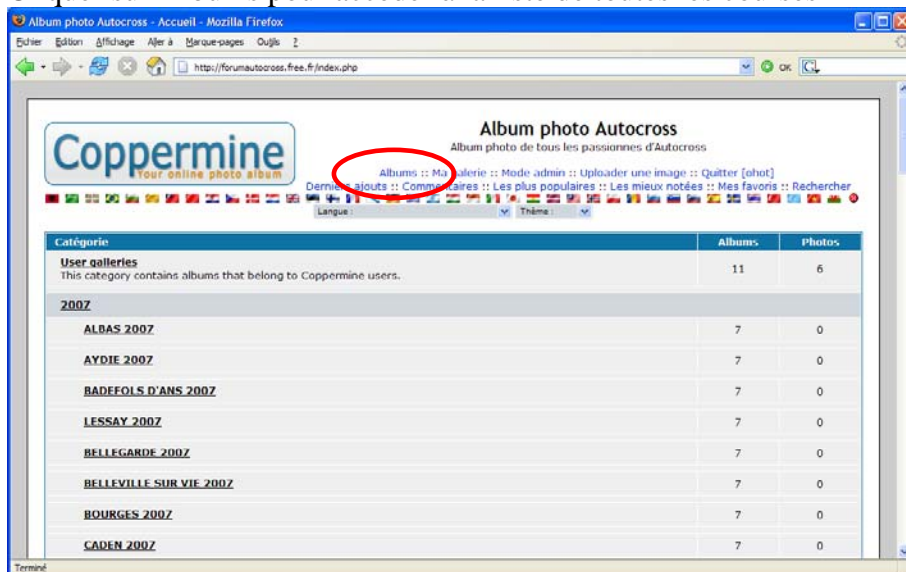 Album photo Autocross - Accueil - Mozilla Firefox
Fichier Edition Affichage Aller à Marque-pages Outils ?
http://forumautocross.free.fr/index.php OK
Coppermine
Your online photo album
Album photo Autocross
Album photo de tous les passionnes d'Autocross
Albums :: Ma galerie :: Mode admin :: Uploader une image :: Quitter [ohot]
Derniers ajouts :: Commentaires :: Les plus populaires :: Les mieux notées :: Mes favoris :: Rechercher
Langue : Thème :
Catégorie Albums Photos
User galleries 11 6
This category contains albums that belong to Coppermine users.
2007
ALBAS 2007 7 0
AYDIE 2007 7 0
BADEFOLS D'ANS 2007 7 0
LESSAY 2007 7 0
BELLEGARDE 2007 7 0
BELLEVILLE SUR VIE 2007 7 0
BOURGES 2007 7 0
CADEN 2007 7 0
Terminé